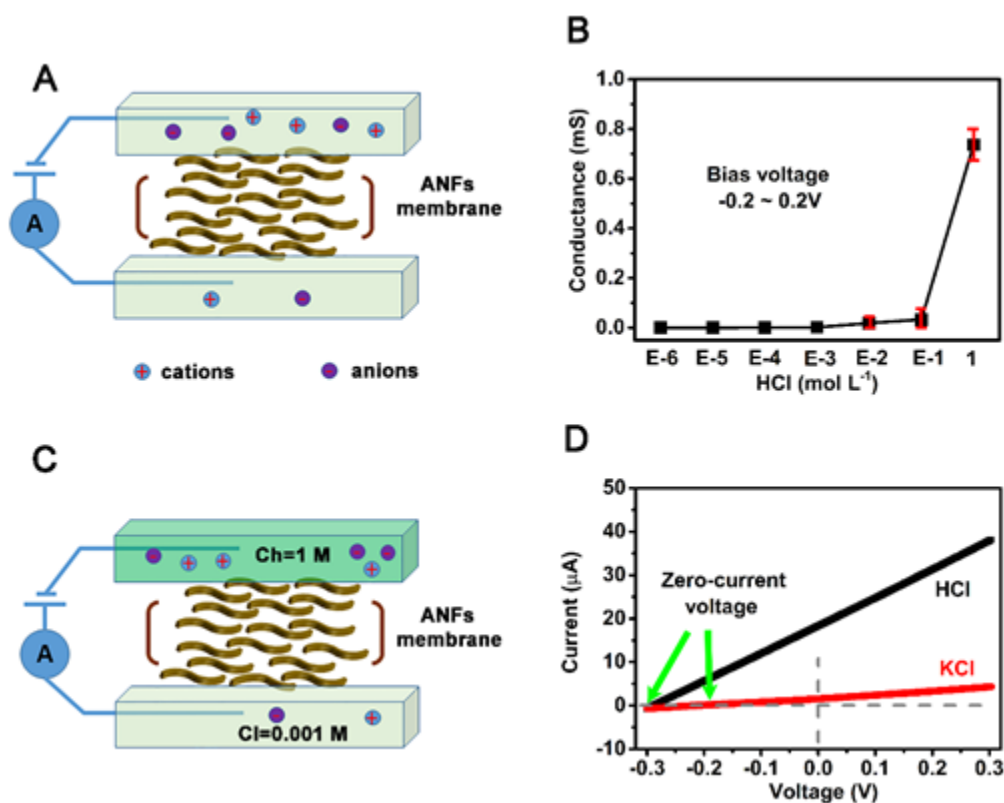 A
A
ANFs
membrane
+ cations
anions
B
Conductance (mS)
1.0
0.8
0.6
0.4
0.2
0.0
Bias voltage
-0.2 ~ 0.2V
E-6 E-5 E-4 E-3 E-2 E-1 1
HCl (mol L⁻¹)
C
Ch=1 M
A
ANFs
membrane
Cl=0.001 M
D
Current (μA)
50
40
30
20
10
0
-10
Zero-current
voltage
HCl
KCl
-0.3 -0.2 -0.1 0.0 0.1 0.2 0.3
Voltage (V)